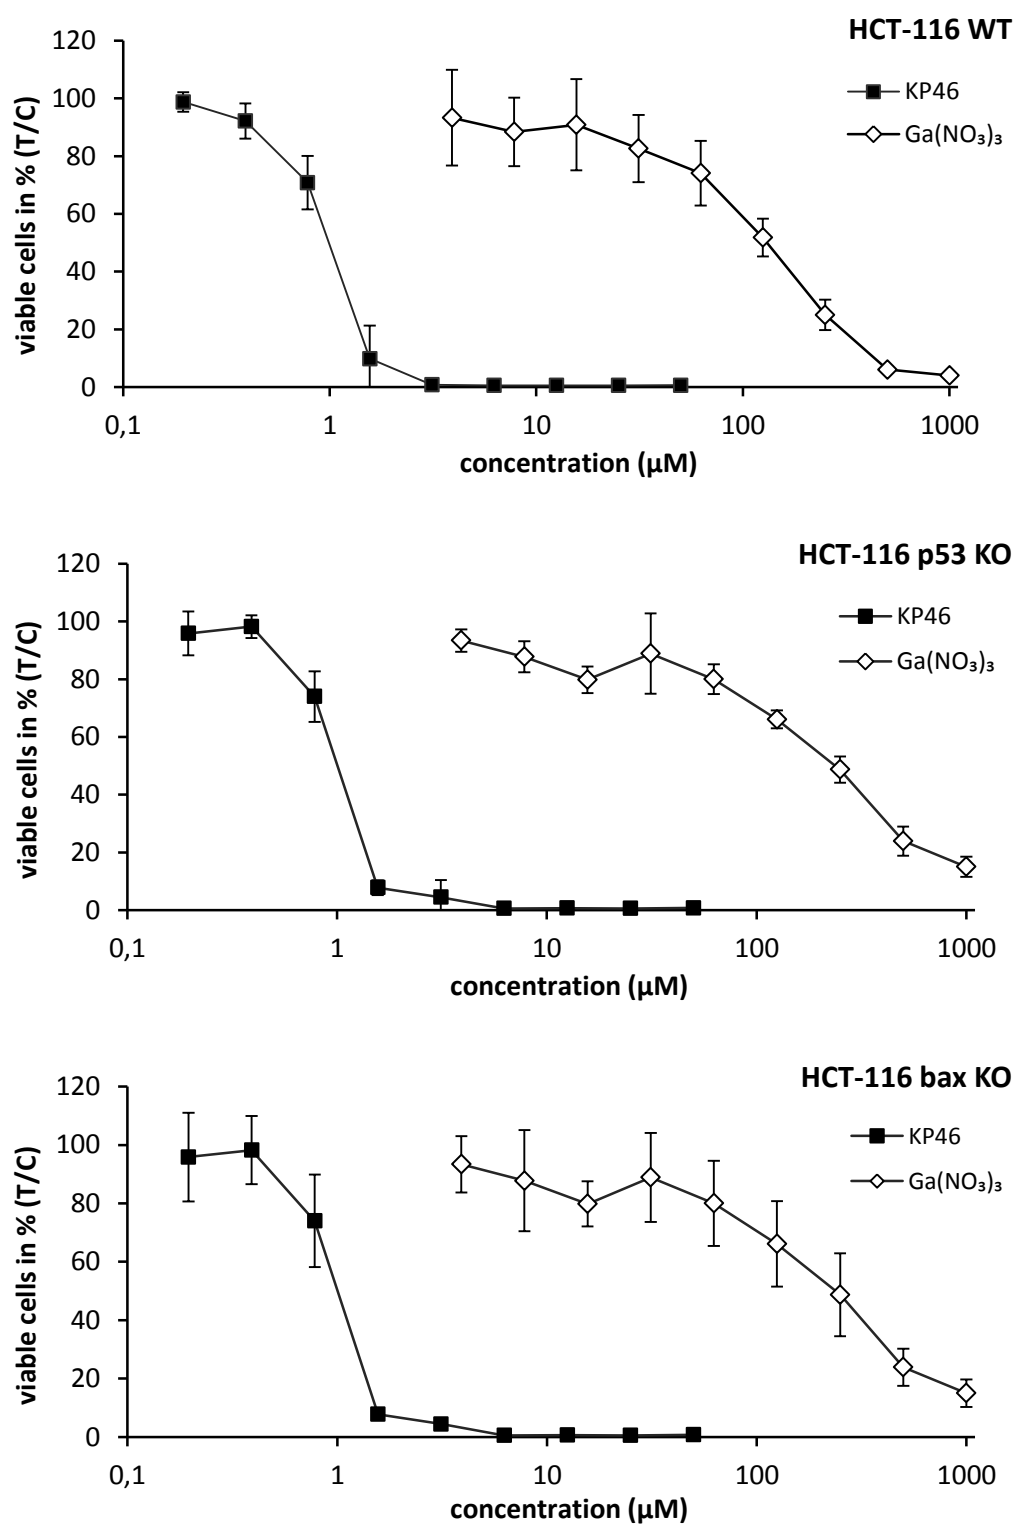 HCT-116 WT
KP46
Ga(NO₃)₃
viable cells in % (T/C)
120
100
80
60
40
20
0
0,1 1 10 100 1000
concentration (µM)
HCT-116 p53 KO
KP46
Ga(NO₃)₃
viable cells in % (T/C)
120
100
80
60
40
20
0
0,1 1 10 100 1000
concentration (µM)
HCT-116 bax KO
KP46
Ga(NO₃)₃
viable cells in % (T/C)
120
100
80
60
40
20
0
0,1 1 10 100 1000
concentration (µM)